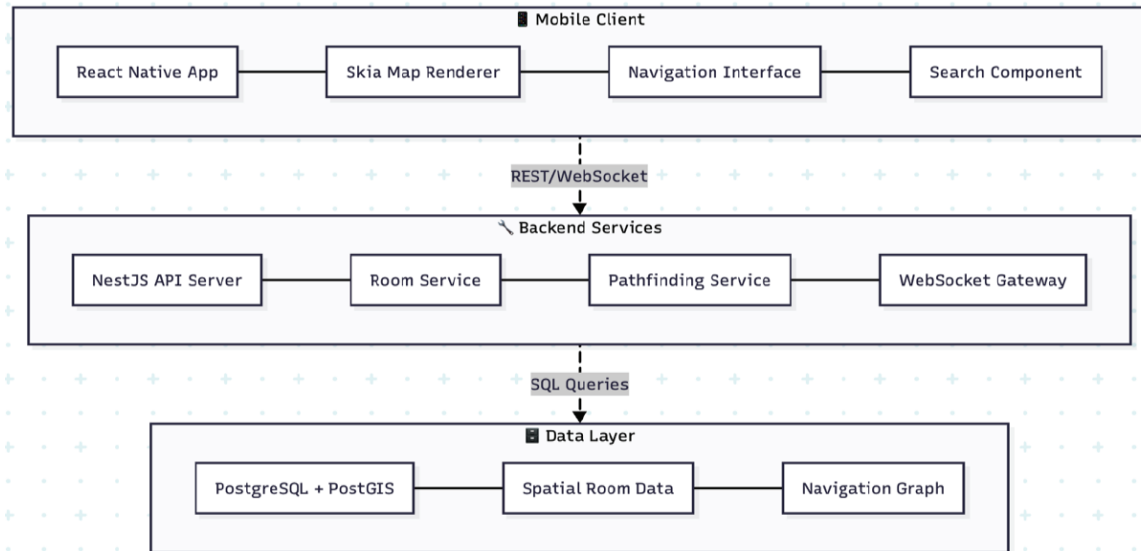 📱 Mobile Client
React Native App
Skia Map Renderer
Navigation Interface
Search Component
REST/WebSocket
🔧 Backend Services
NestJS API Server
Room Service
Pathfinding Service
WebSocket Gateway
SQL Queries
🗄️ Data Layer
PostgreSQL + PostGIS
Spatial Room Data
Navigation Graph